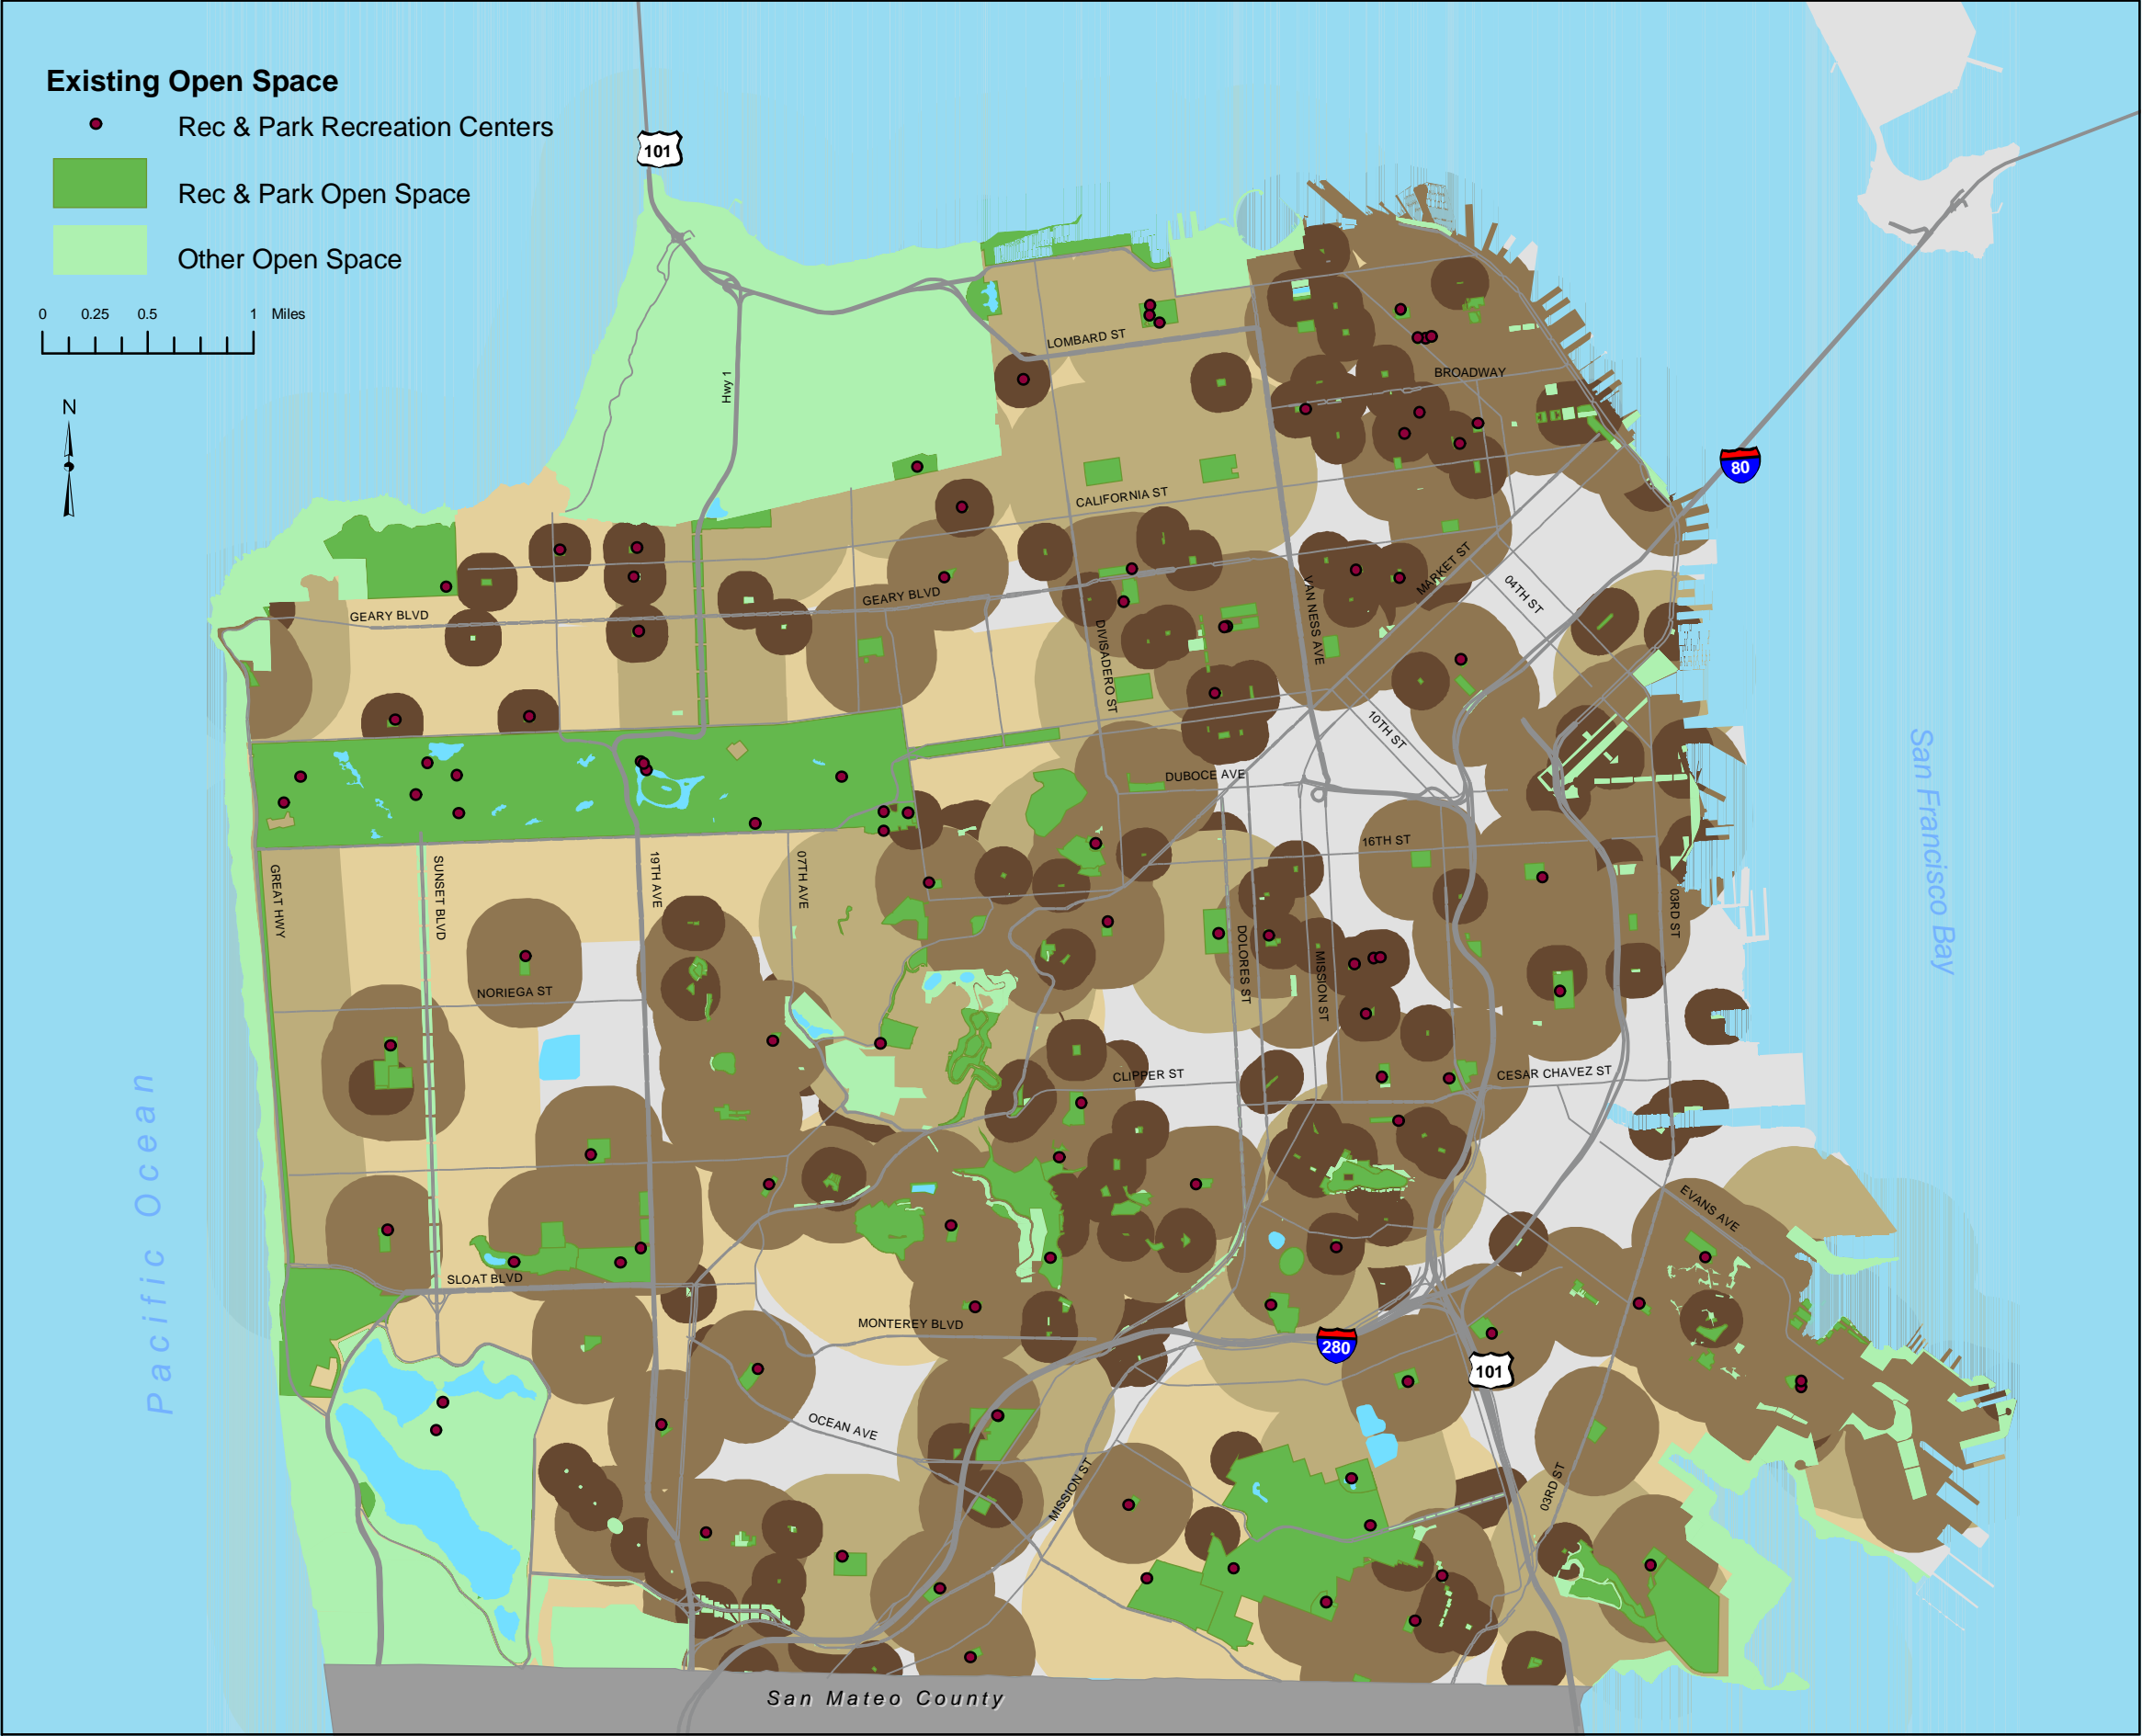 Existing Open Space
Rec & Park Recreation Centers
Rec & Park Open Space
Other Open Space
0 0.25 0.5 1 Miles
N
101
Hwy 1
LOMBARD ST
BROADWAY
80
CALIFORNIA ST
MARKET ST
04TH ST
GEARY BLVD
GEARY BLVD
VAN NESS AVE
DIVISADERO ST
10TH ST
DUBOCE AVE
16TH ST
San Frncisco Bay
GREAT HWY
SUNSET BLVD
19TH AVE
07TH AVE
03RD ST
DOLORES ST
MISSION ST
NORIEGA ST
CLIPPER ST
CESAR CHAVEZ ST
Pacific Ocean
EVANS AVE
SLOAT BLVD
MONTEREY BLVD
280
101
OCEAN AVE
MISSION ST
03RD ST
San Mateo County